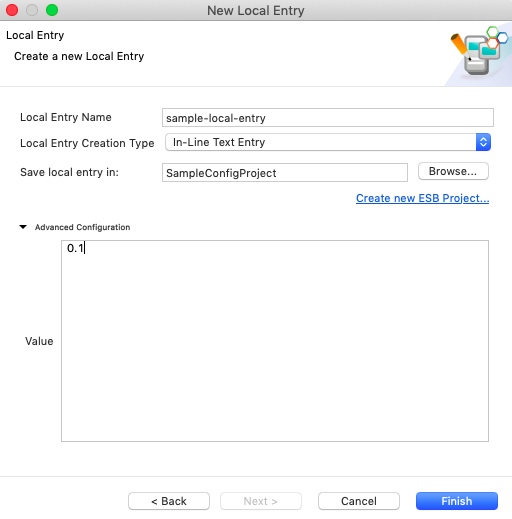 New Local Entry
Local Entry
Create a new Local Entry
Local Entry Name sample-local-entry
Local Entry Creation Type In-Line Text Entry
Save local entry in: SampleConfigProject Browse...
Create new ESB Project...
Advanced Configuration
0.1
Value
< Back Next > Cancel Finish